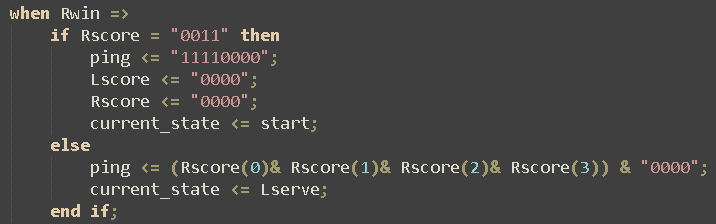 when Rwin =>
if Rscore = "0011" then
ping <= "11110000";
Lscore <= "0000";
Rscore <= "0000";
current_state <= start;
else
ping <= (Rscore(0)& Rscore(1)& Rscore(2)& Rscore(3)) & "0000";
current_state <= Lserve;
end if;